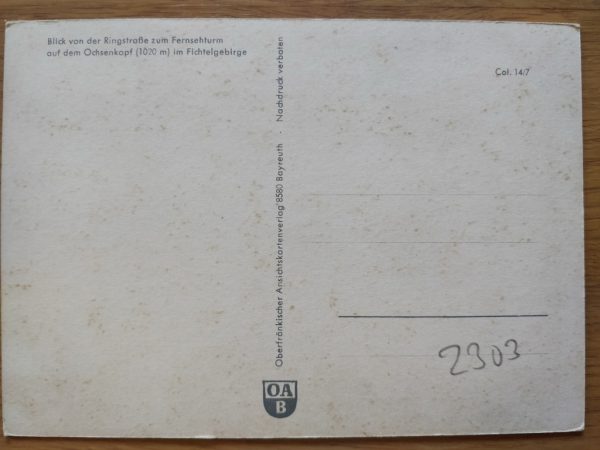 Blick von der Ringstraße zum Fernsehturm
auf dem Ochsenkopf (1020 m) im Fichtelgebirge
Col. 14/7
Oberfränkischer Ansichtskartenverlag 8580 Bayreuth · Nachdruck verboten
2303
OA
B